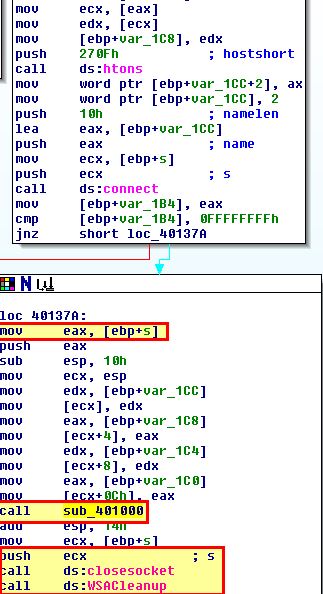 mov ecx, [eax]
mov edx, [ecx]
mov [ebp+var_1C8], edx
push 270Fh ; hostshort
call ds:htons
mov word ptr [ebp+var_1CC+2], ax
mov word ptr [ebp+var_1CC], 2
push 10h ; namelen
lea eax, [ebp+var_1CC]
push eax ; name
mov ecx, [ebp+s]
push ecx ; s
call ds:connect
mov [ebp+var_1B4], eax
cmp [ebp+var_1B4], 0FFFFFFFFh
jnz short loc_40137A
loc_40137A:
mov eax, [ebp+s]
push eax
sub esp, 10h
mov ecx, esp
mov edx, [ebp+var_1CC]
mov [ecx], edx
mov eax, [ebp+var_1C8]
mov [ecx+4], eax
mov edx, [ebp+var_1C4]
mov [ecx+8], edx
mov eax, [ebp+var_1C0]
mov [ecx+0Ch], eax
call sub_401000
add esp, 14h
mov ecx, [ebp+s]
push ecx ; s
call ds:closesocket
call ds:WSACleanup